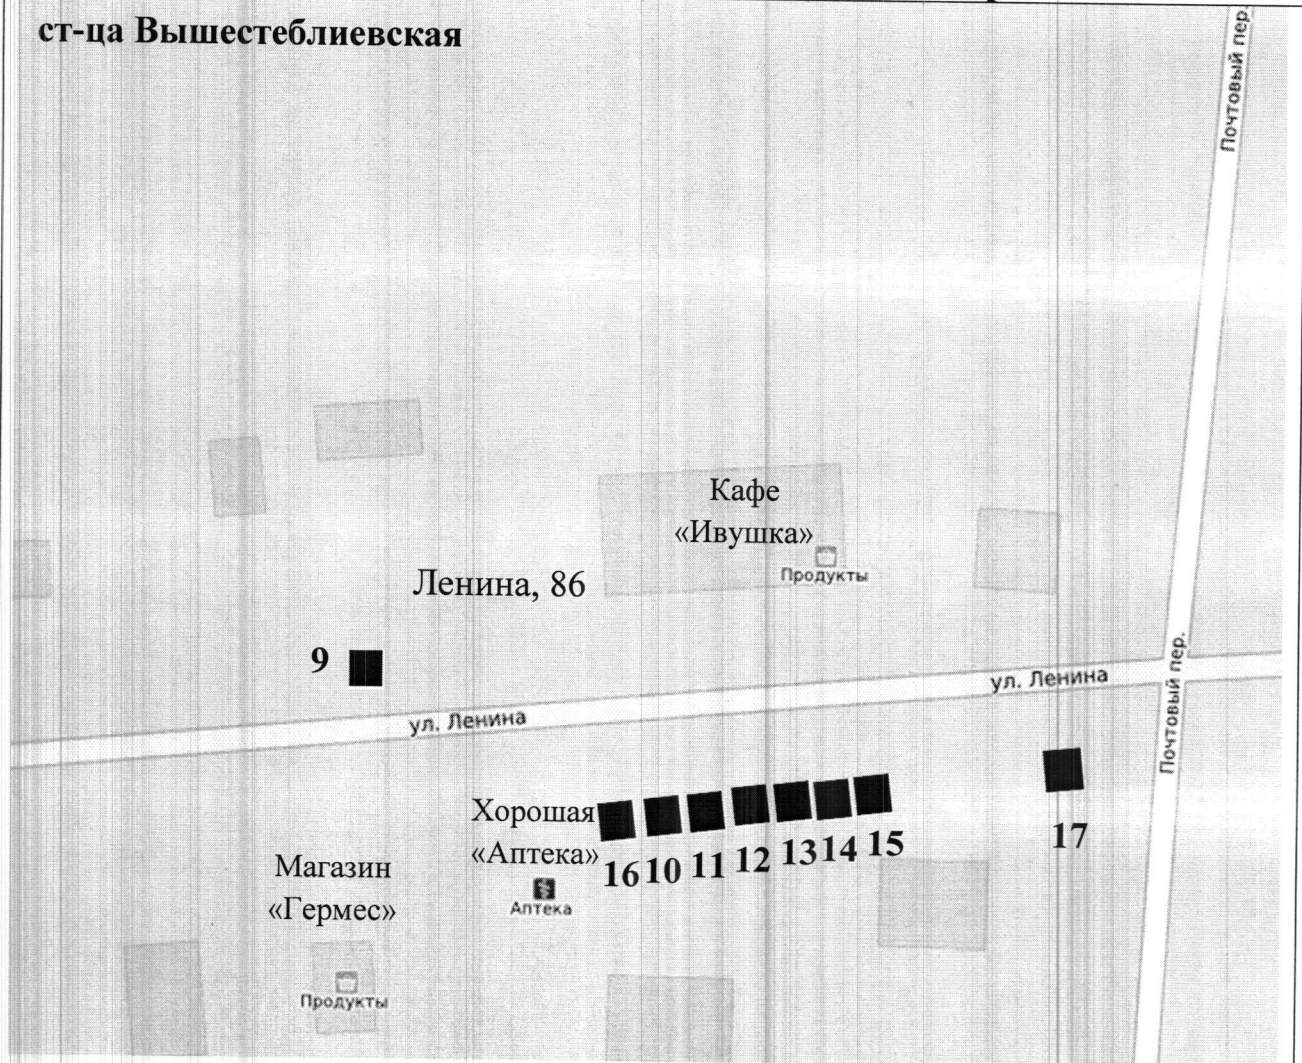 ст-ца Вышестеблиевская
Почтовый пер.
Кафе
«Ивушка»
Продукты
Ленина, 86
9
ул. Ленина
ул. Ленина
Почтовый пер.
Хорошая
«Аптека»
16 10 11 12 13 14 15
17
Аптека
Магазин
«Гермес»
Продукты